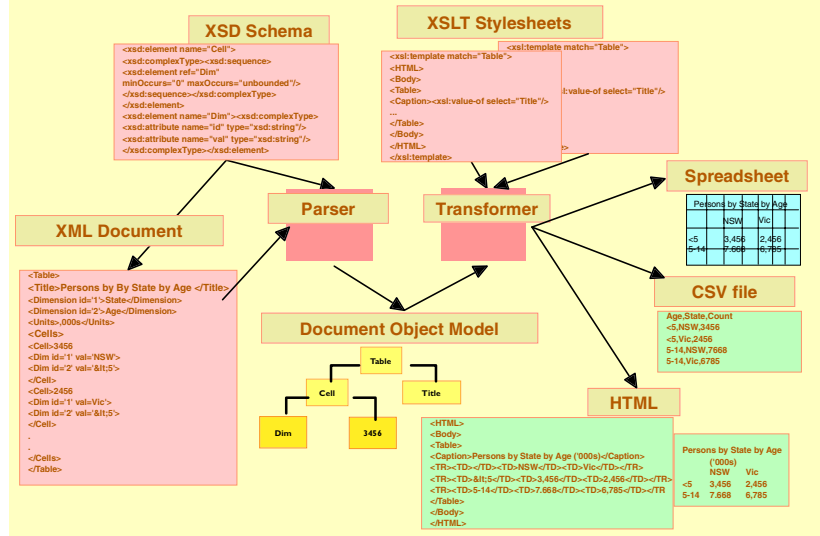 XSD Schema
<xsd:element name="Cell">
<xsd:complexType><xsd:sequence>
<xsd:element ref="Dim"
minOccurs="0" maxOccurs="unbounded"/>
</xsd:sequence></xsd:complexType>
</xsd:element>
<xsd:element name="Dim"><xsd:complexType>
<xsd:attribute name="id" type="xsd:string"/>
<xsd:attribute name="val" type="xsd:string"/>
</xsd:complexType></xsd:element>
XSLT Stylesheets
<xsl:template match="Table">
<xsl:template match="Table">
<HTML>
<Body>
<Table>
<Caption><xsl:value-of select="Title"/>
...
</Table>
</Body>
</HTML>
</xsl:template>
sl:value-of select="Title"/>
e>
Parser
Transformer
Spreadsheet
Persons by State by Age
NSW Vic
<5 3,456 2,456
5-14 7.668 6,785
XML Document
<Table>
<Title>Persons by By State by Age </Title>
<Dimension id='1'>State</Dimension>
<Dimension id='2'>Age</Dimension>
<Units>,000s</Units>
<Cells>
<Cell>3456
<Dim id='1' val='NSW'>
<Dim id='2' val='&lt;5'>
</Cell>
<Cell>2456
<Dim id='1' val=Vic'>
<Dim id='2' val='&lt;5'>
</Cell>
.
.
</Cells>
</Table>
CSV file
Age,State,Count
<5,NSW,3456
<5,Vic,2456
5-14,NSW,7668
5-14,Vic,6785
Document Object Model
Table
Cell
Title
Dim
3456
HTML
<HTML>
<Body>
<Table>
<Caption>Persons by State by Age ('000s)</Caption>
<TR><TD></TD><TD>NSW</TD><TD>Vic</TD></TR>
<TR><TD>&lt;5</TD><TD>3,456</TD><TD>2,456</TD></TR>
<TR><TD>5-14</TD><TD>7.668</TD><TD>6,785</TD></TR
</Table>
</Body>
</HTML>
Persons by State by Age
('000s)
NSW Vic
<5 3,456 2,456
5-14 7.668 6,785